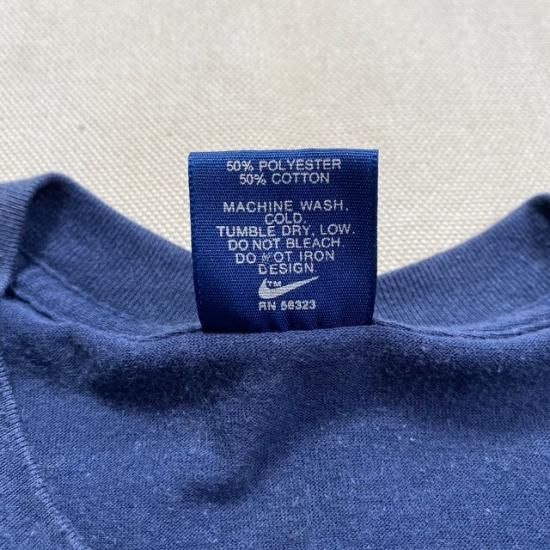 50% POLYESTER
50% COTTON
MACHINE WASH,
COLD.
TUMBLE DRY, LOW.
DO NOT BLEACH
DO NOT IRON
DESIGN
™
RN 56323